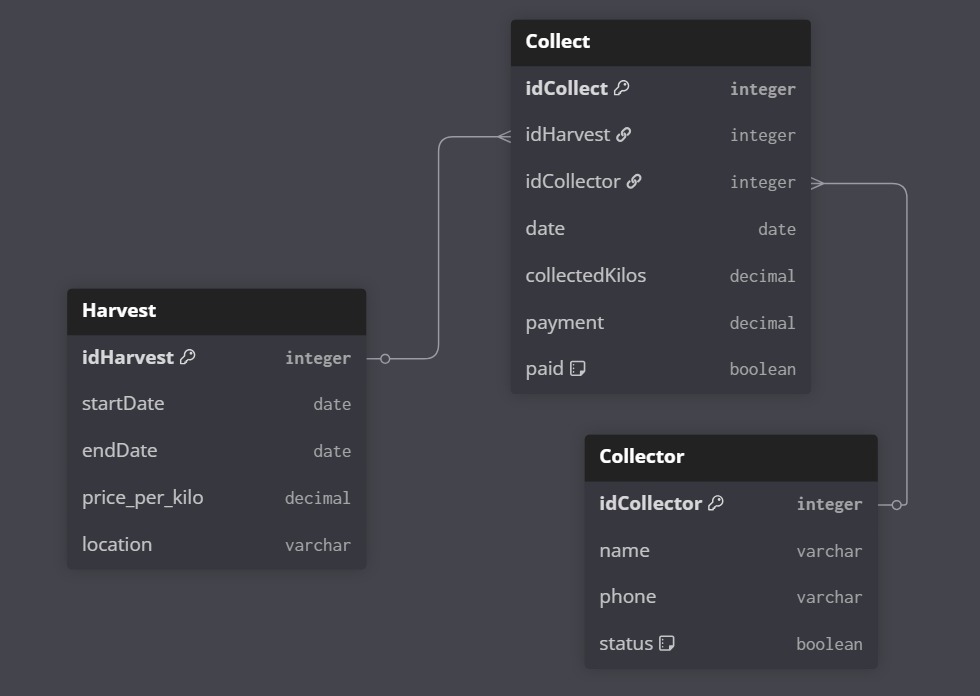 Collect
idCollect integer
idHarvest integer
idCollector integer
date date
collectedKilos decimal
payment decimal
paid boolean
Harvest
idHarvest integer
startDate date
endDate date
price_per_kilo decimal
location varchar
Collector
idCollector integer
name varchar
phone varchar
status boolean